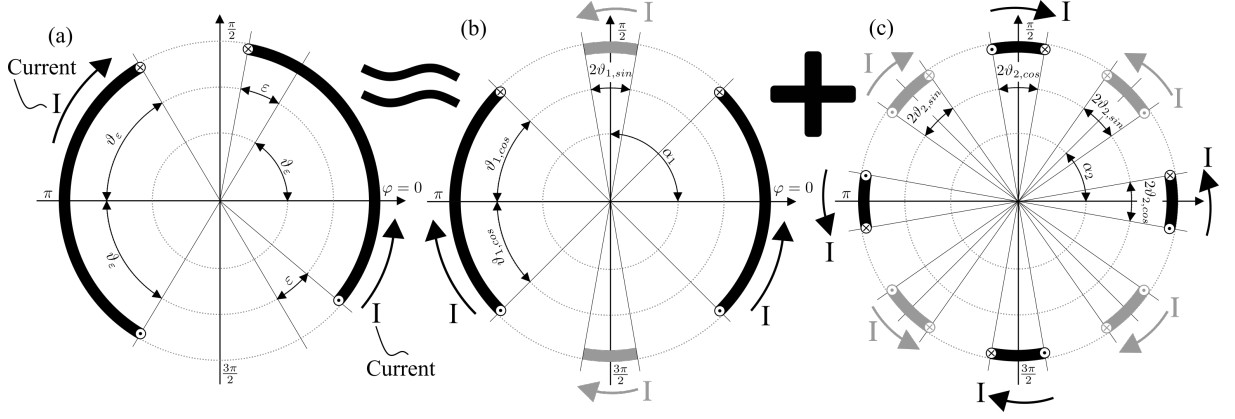 (a)
Current
I
π/2
ε
ϑ_ε
ϑ_ε
π
φ = 0
ϑ_ε
ε
I
Current
3π/2
(b)
I
π/2
2ϑ_{1,sin}
ϑ_{1,cos}
α_1
π
φ = 0
ϑ_{1,cos}
I
I
3π/2
I
(c)
I
π/2
I
I
2ϑ_{2,cos}
2ϑ_{2,sin}
2ϑ_{2,sin}
α_2
I
π
2ϑ_{2,cos}
I
I
I
3π/2
I